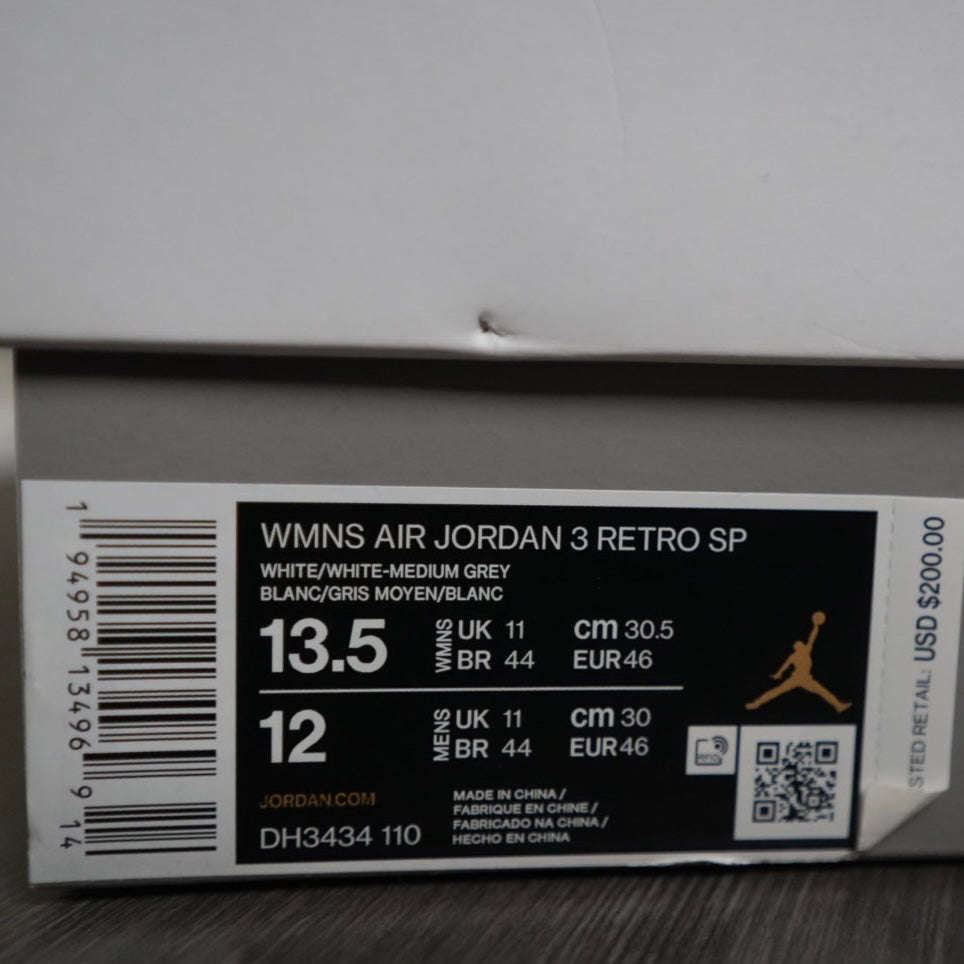 WMNS AIR JORDAN 3 RETRO SP
WHITE/WHITE-MEDIUM GREY
BLANC/GRIS MOYEN/BLANC
13.5 WMNS UK 11 cm 30.5
BR 44 EUR 46
12 MENS UK 11 cm 30
BR 44 EUR 46
JORDAN.COM
DH3434 110
MADE IN CHINA /
FABRIQUE EN CHINE /
FABRICADO NA CHINA /
HECHO EN CHINA
1 94958 13496 9 14
STED RETAIL: USD $200.00